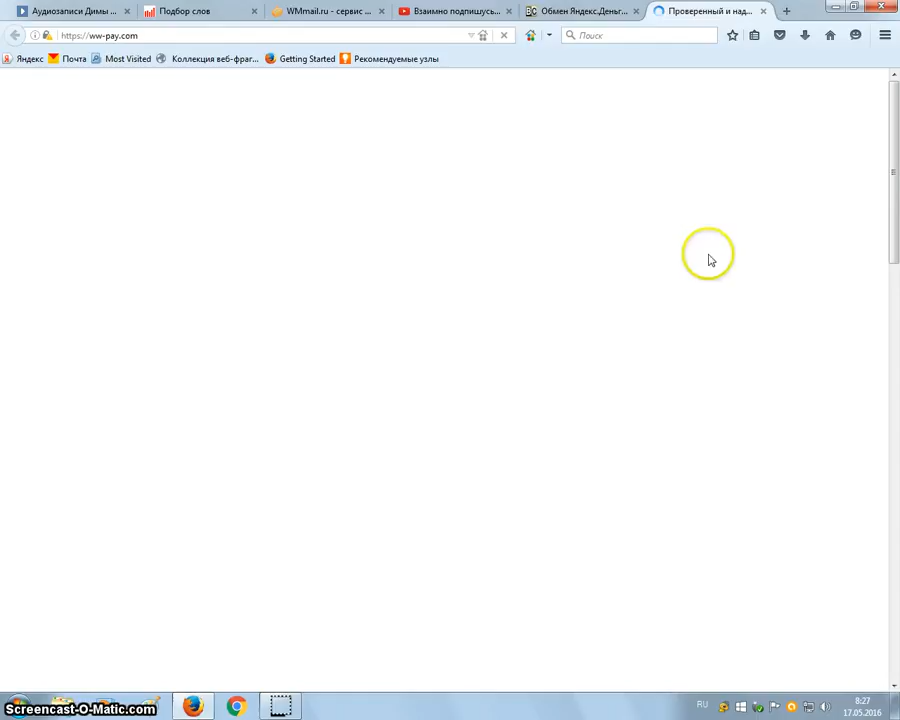 Аудиозаписи Димы ... Подбор слов WMmail.ru - сервис ... Взаимно подпишусь... Обмен Яндекс.Деньг... Проверенный и над...
https://ww-pay.com Поиск
Яндекс Почта Most Visited Коллекция веб-фраг... Getting Started Рекомендуемые узлы
RU 8:27
17.05.2016
Screencast-O-Matic.com